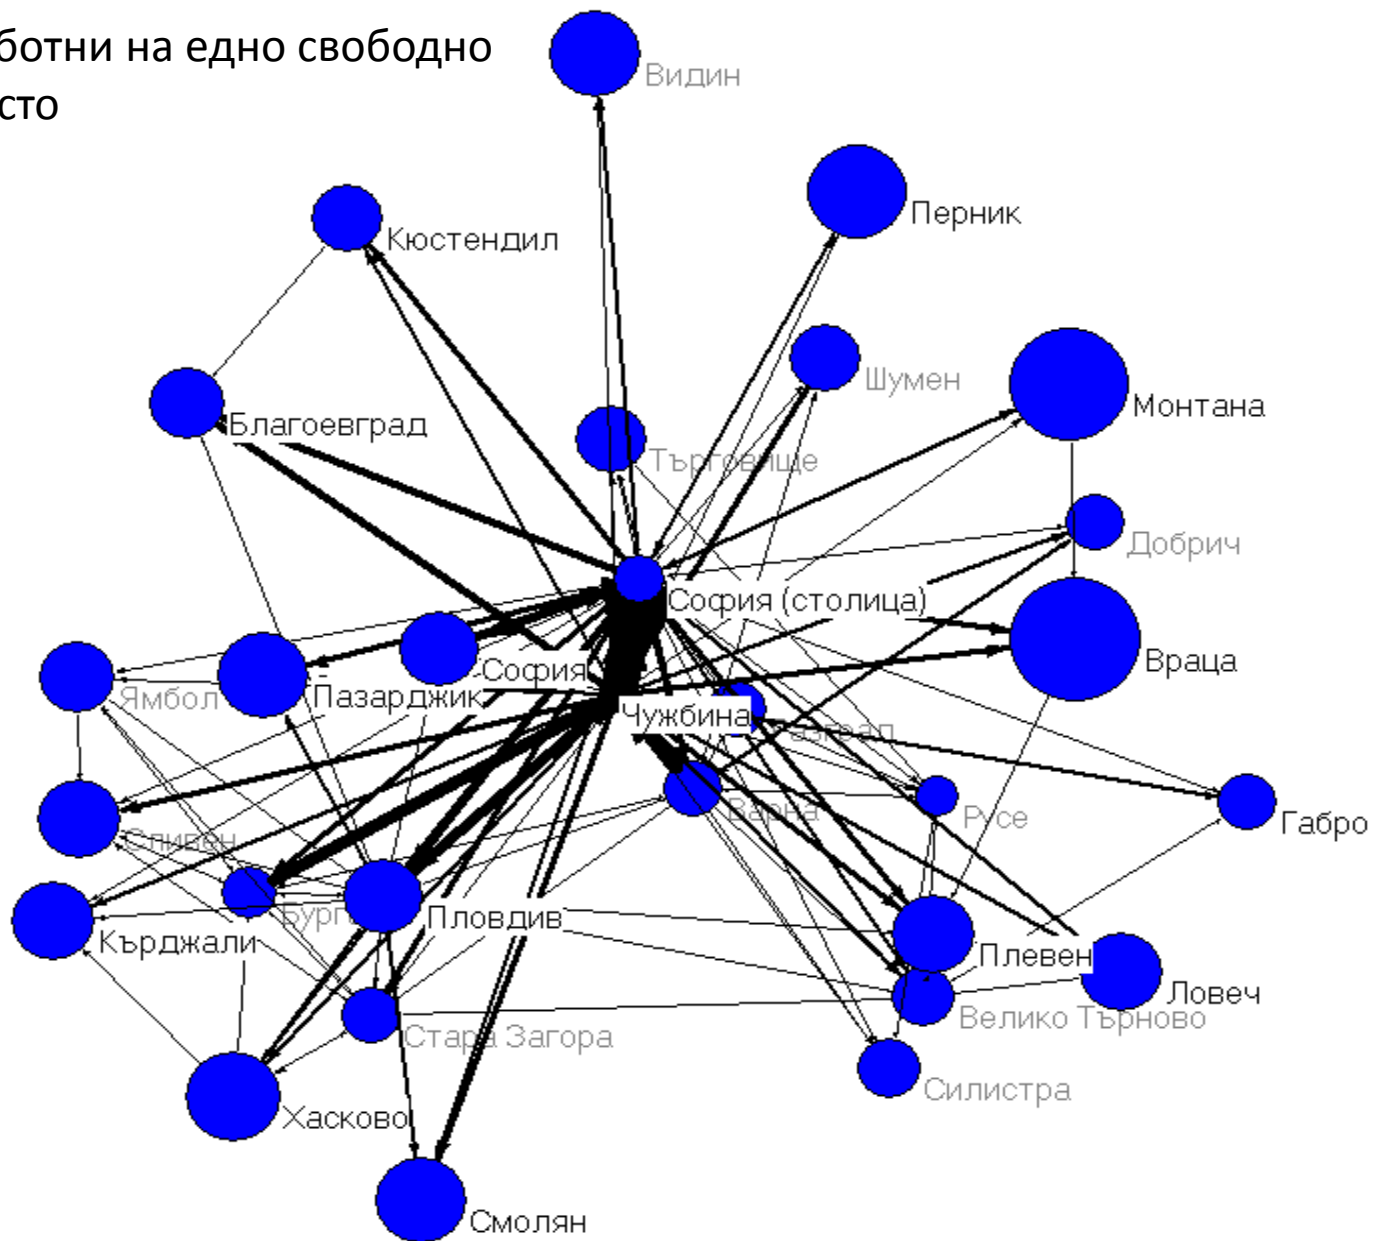 ботни на едно свободно
сто
Видин
Перник
Кюстендил
Шумен
Монтана
Благоевград
Търговище
Добрич
София (столица)
Враца
София
Ямбол
Пазарджик
Чужбина
Варна
Русе
Габро
Сливен
Пловдив
Кърджали
Плевен
Ловеч
Велико Търново
Стара Загора
Силистра
Хасково
Смолян